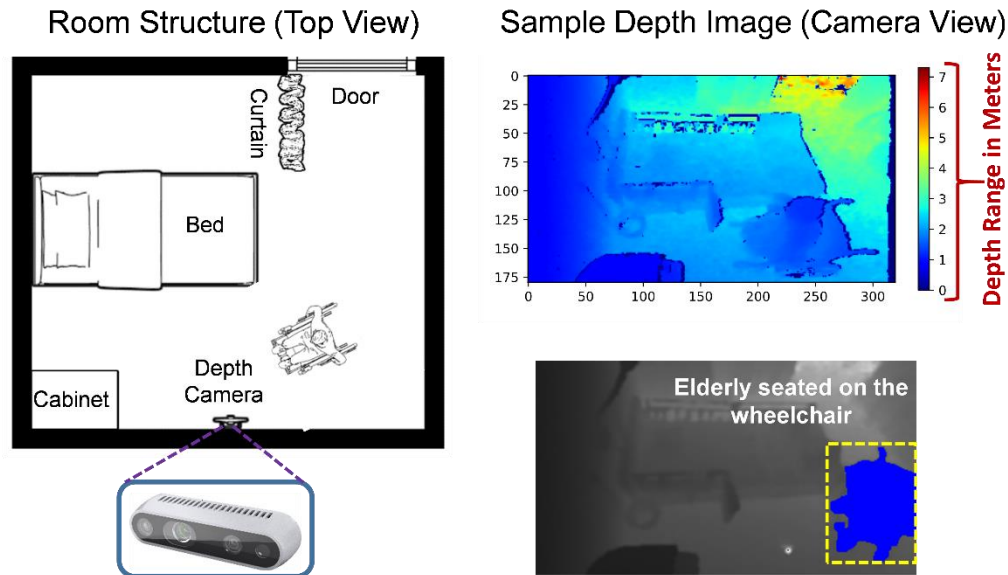 Room Structure (Top View)
Sample Depth Image (Camera View)
Curtain
Door
Bed
Depth
Camera
Cabinet
0
25
50
75
100
125
150
175
0
50
100
150
200
250
300
7
6
5
4
3
2
1
0
Depth Range in Meters
Elderly seated on the
wheelchair